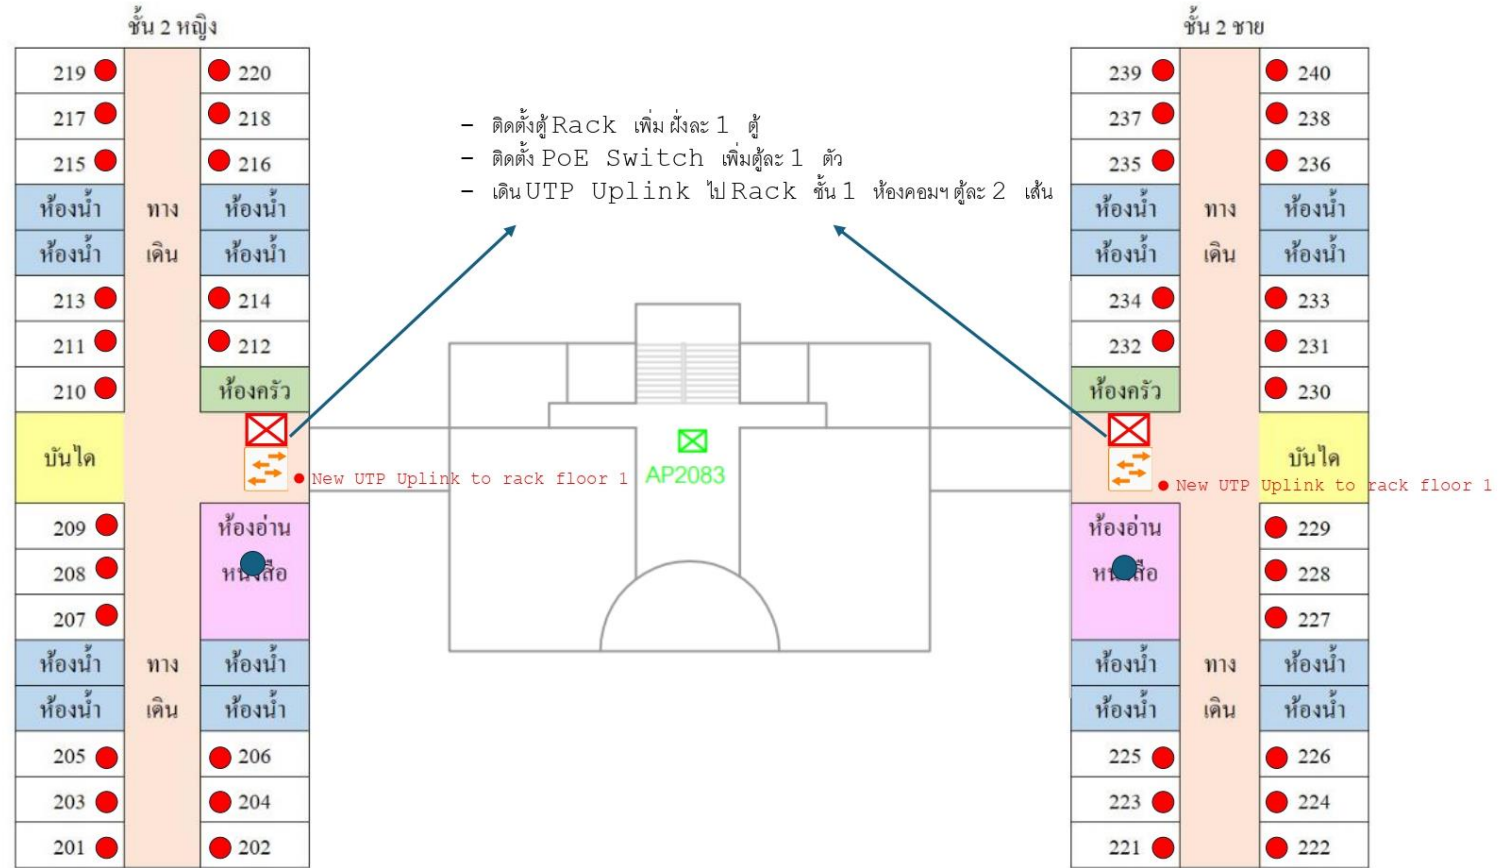 ชั้น 2 หญิง
219
220
217
218
215
216
ห้องน้ำ
ทาง
ห้องน้ำ
ห้องน้ำ
เดิน
ห้องน้ำ
213
214
211
212
210
ห้องครัว
บันได
New UTP Uplink to rack floor 1
209
ห้องอ่าน
208
หนังสือ
207
ห้องน้ำ
ทาง
ห้องน้ำ
ห้องน้ำ
เดิน
ห้องน้ำ
205
206
203
204
201
202
- ติดตั้งตู้ Rack เพิ่ม ฝั่งละ 1 ตู้
- ติดตั้ง PoE Switch เพิ่มตู้ละ 1 ตัว
- เดิน UTP Uplink ไป Rack ชั้น 1 ห้องคอมฯ ตู้ละ 2 เส้น
AP2083
ชั้น 2 ชาย
239
240
237
238
235
236
ห้องน้ำ
ทาง
ห้องน้ำ
ห้องน้ำ
เดิน
ห้องน้ำ
234
233
232
231
ห้องครัว
230
บันได
New UTP Uplink to rack floor 1
ห้องอ่าน
229
หนังสือ
228
227
ห้องน้ำ
ทาง
ห้องน้ำ
ห้องน้ำ
เดิน
ห้องน้ำ
225
226
223
224
221
222